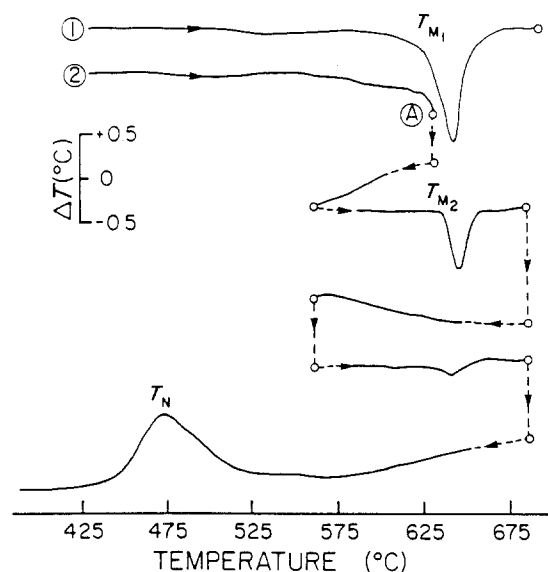 ①
T_M₁
②
Ⓐ
+0.5
0
-0.5
ΔT(°C)
T_M₂
T_N
425 475 525 575 625 675
TEMPERATURE (°C)